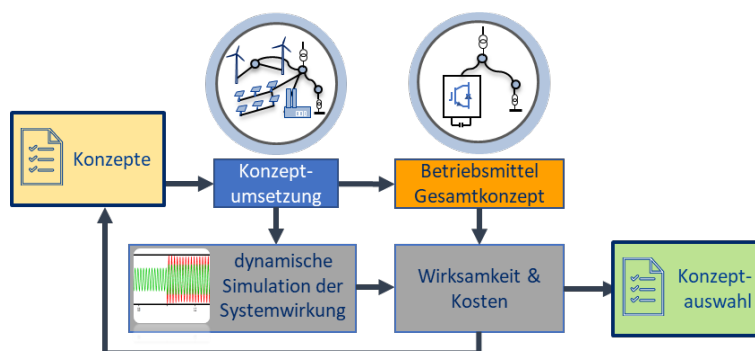 Konzepte
Konzept-
umsetzung
Betriebsmittel
Gesamtkonzept
dynamische
Simulation der
Systemwirkung
Wirksamkeit &
Kosten
Konzept-
auswahl